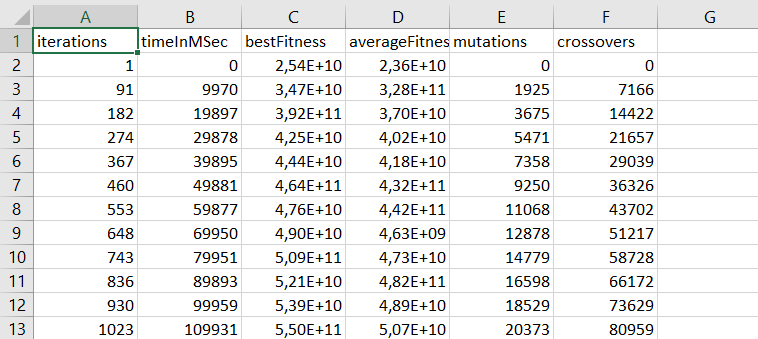 A B C D E F G
1 iterations timeInMSec bestFitness averageFitnes mutations crossovers
2 1 0 2,54E+10 2,36E+10 0 0
3 91 9970 3,47E+10 3,28E+11 1925 7166
4 182 19897 3,92E+11 3,70E+10 3675 14422
5 274 29878 4,25E+10 4,02E+10 5471 21657
6 367 39895 4,44E+10 4,18E+10 7358 29039
7 460 49881 4,64E+11 4,32E+11 9250 36326
8 553 59877 4,76E+10 4,42E+11 11068 43702
9 648 69950 4,90E+10 4,63E+09 12878 51217
10 743 79951 5,09E+11 4,73E+10 14779 58728
11 836 89893 5,21E+10 4,82E+11 16598 66172
12 930 99959 5,39E+10 4,89E+10 18529 73629
13 1023 109931 5,50E+11 5,07E+10 20373 80959